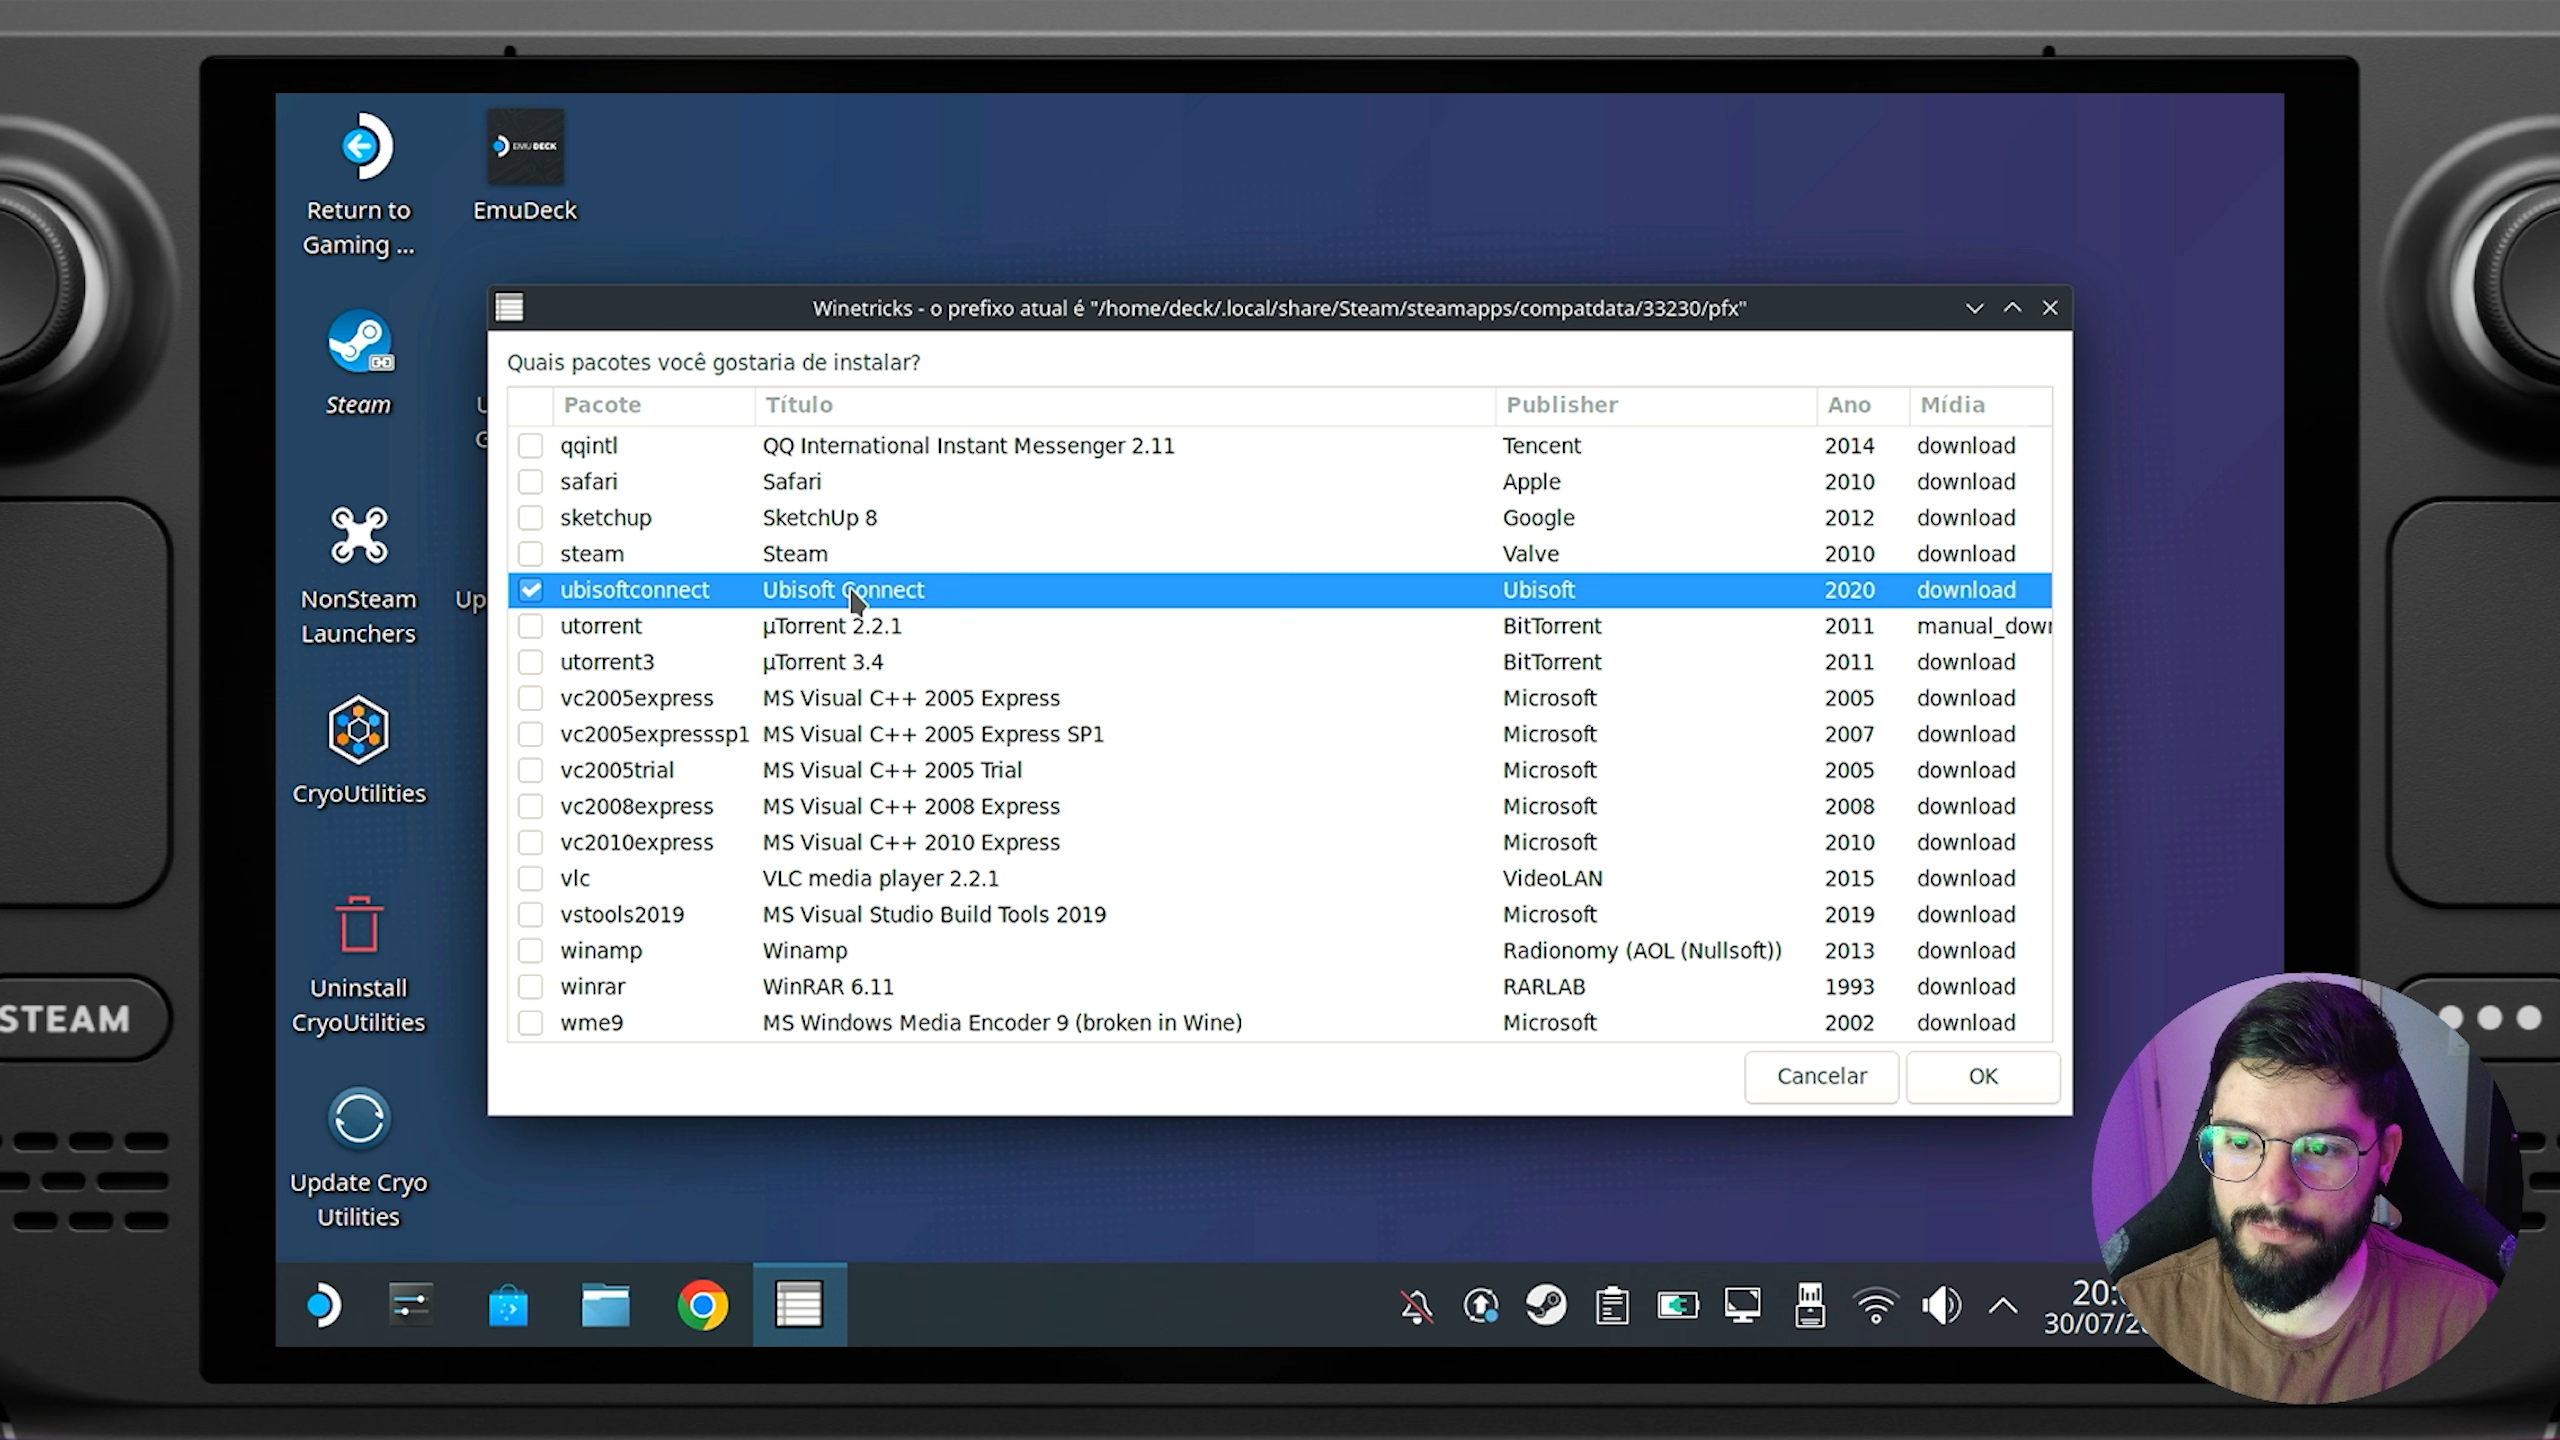 Return to
Gaming ...
EMU DECK
EmuDeck
Steam
NonSteam
Launchers
CryoUtilities
Uninstall
CryoUtilities
Update Cryo
Utilities
Up
Winetricks - o prefixo atual é "/home/deck/.local/share/Steam/steamapps/compatdata/33230/pfx"
Quais pacotes você gostaria de instalar?
Pacote Título Publisher Ano Mídia
qqintl QQ International Instant Messenger 2.11 Tencent 2014 download
safari Safari Apple 2010 download
sketchup SketchUp 8 Google 2012 download
steam Steam Valve 2010 download
ubisoftconnect Ubisoft Connect Ubisoft 2020 download
utorrent µTorrent 2.2.1 BitTorrent 2011 manual_down
utorrent3 µTorrent 3.4 BitTorrent 2011 download
vc2005express MS Visual C++ 2005 Express Microsoft 2005 download
vc2005expresssp1 MS Visual C++ 2005 Express SP1 Microsoft 2007 download
vc2005trial MS Visual C++ 2005 Trial Microsoft 2005 download
vc2008express MS Visual C++ 2008 Express Microsoft 2008 download
vc2010express MS Visual C++ 2010 Express Microsoft 2010 download
vlc VLC media player 2.2.1 VideoLAN 2015 download
vstools2019 MS Visual Studio Build Tools 2019 Microsoft 2019 download
winamp Winamp Radionomy (AOL (Nullsoft)) 2013 download
winrar WinRAR 6.11 RARLAB 1993 download
wme9 MS Windows Media Encoder 9 (broken in Wine) Microsoft 2002 download
Cancelar OK
STEAM
20:
30/07/2